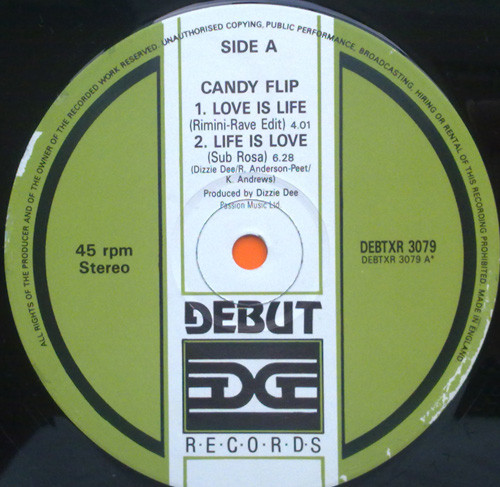 ALL RIGHTS OF THE PRODUCER AND OF THE OWNER OF THE RECORDED WORK RESERVED. UNAUTHORISED COPYING, PUBLIC PERFORMANCE, BROADCASTING, HIRING OR RENTAL OF THIS RECORDING PROHIBITED. MADE IN ENGLAND
SIDE A
CANDY FLIP
1. LOVE IS LIFE
(Rimini-Rave Edit) 4.01
2. LIFE IS LOVE
(Sub Rosa) 6.28
(Dizzie Dee/R. Anderson-Peet/
K. Andrews)
Produced by Dizzie Dee
Passion Music Ltd
45 rpm
Stereo
DEBTXR 3079
DEBTXR 3079 A*
DEBUT
EDGE
R·E·C·O·R·D·S